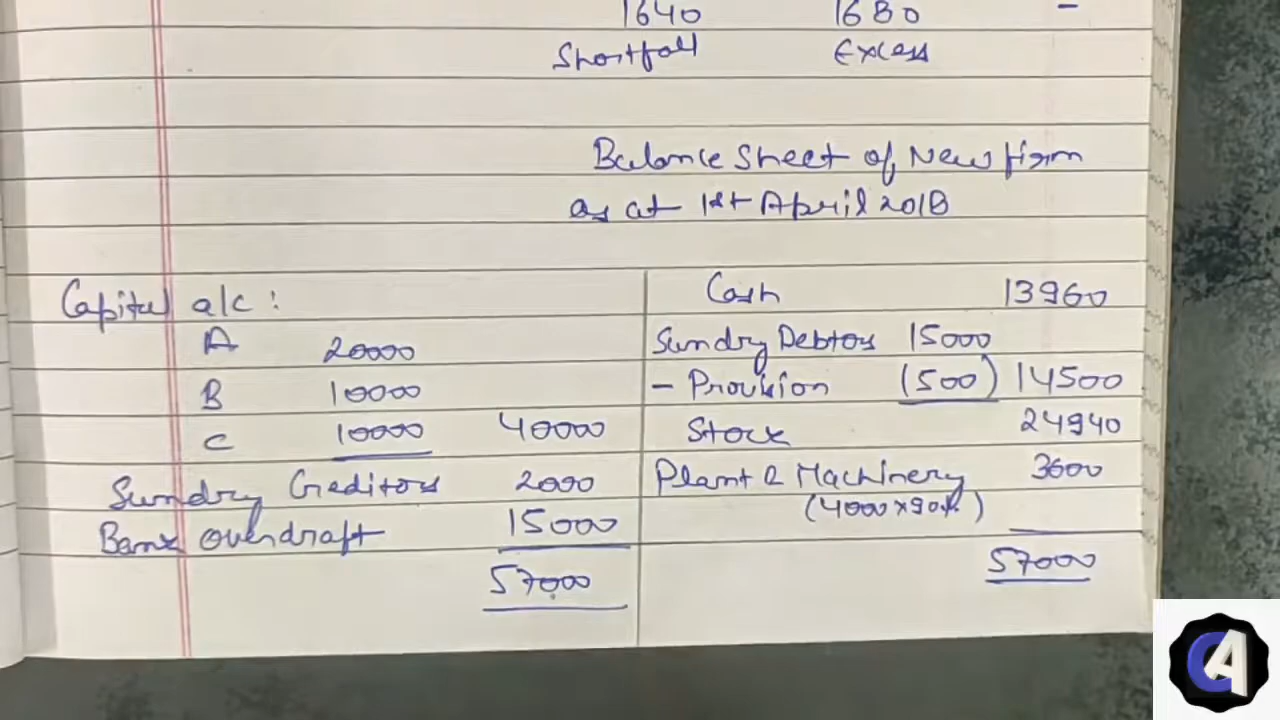 1640 1680 -
Shortfall Excess
Balance Sheet of New firm
as at 1st April 2018
Capital a/c : Cash 13960
A 20000 Sundry Debtors 15000
B 10000 - Provision (500) 14500
C 10000 40000 Stock 24940
Sundry Creditors 2000 Plant & Machinery 3600
(4000×90%)
Bank overdraft 15000
57000 57000
CA